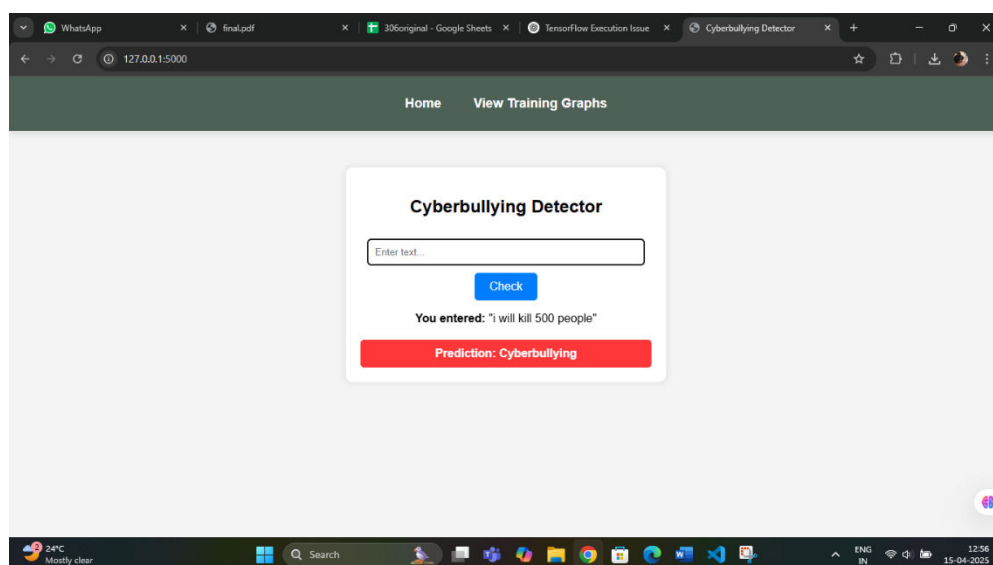 WhatsApp
final.pdf
306original - Google Sheets
TensorFlow Execution Issue
Cyberbullying Detector
127.0.0.1:5000
Home View Training Graphs
Cyberbullying Detector
Enter text...
Check
You entered: "i will kill 500 people"
Prediction: Cyberbullying
2
24°C
Mostly clear
Search
ENG
IN
12:56
15-04-2025